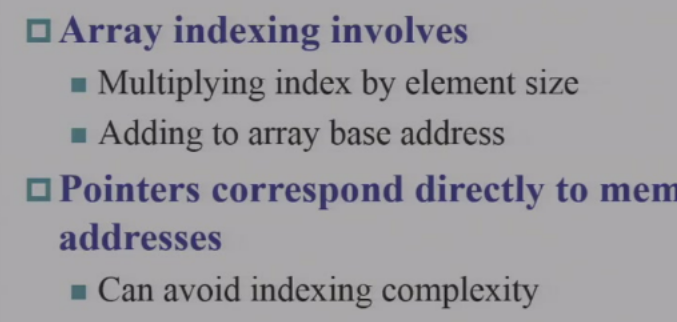 Array indexing involves
Multiplying index by element size
Adding to array base address
Pointers correspond directly to mem
addresses
Can avoid indexing complexity